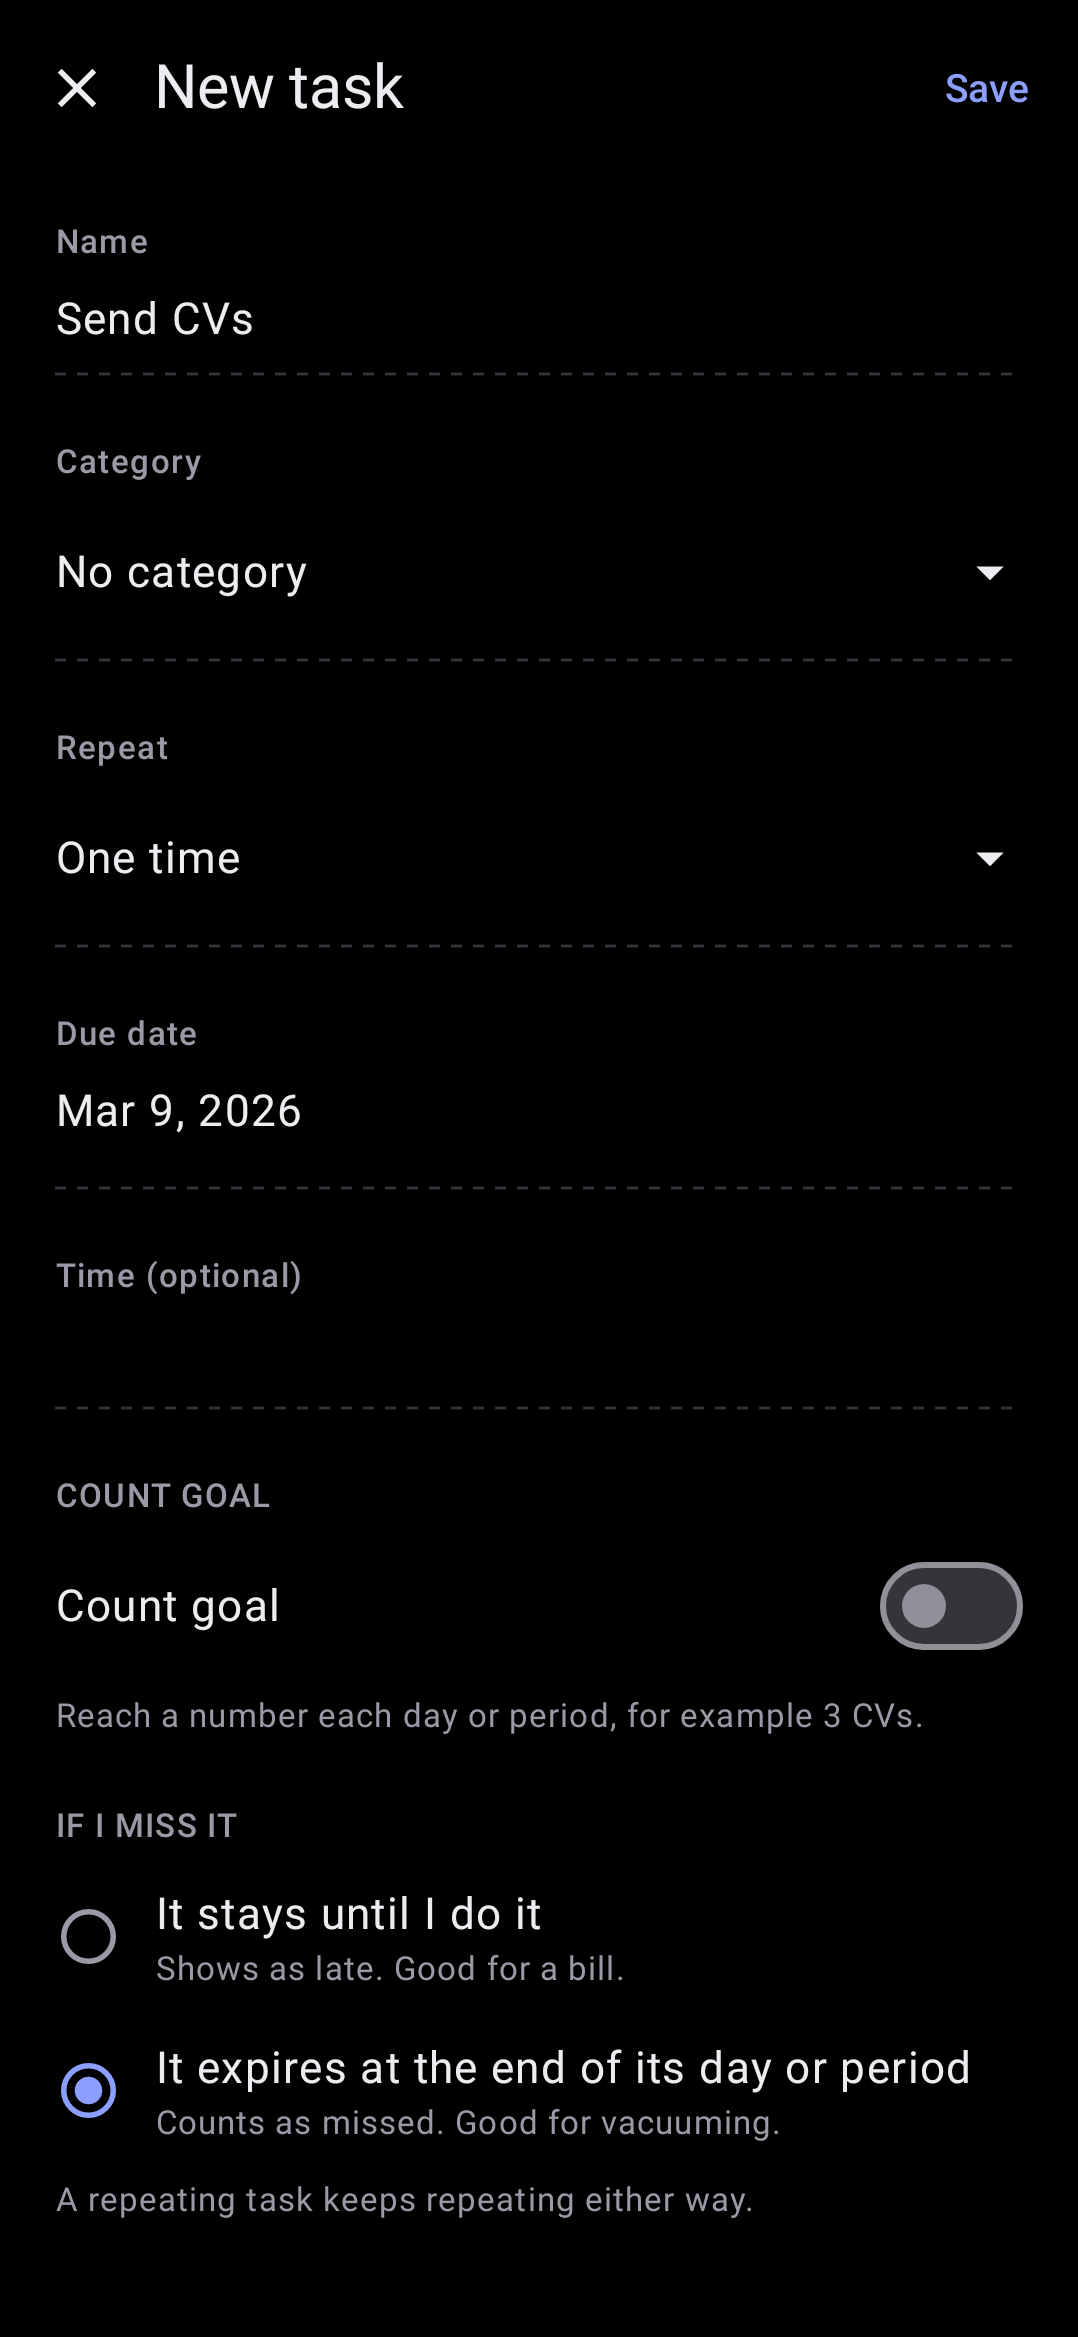 New task
Save
Name
Send CVs
Category
No category
Repeat
One time
Due date
Mar 9, 2026
Time (optional)
COUNT GOAL
Count goal
Reach a number each day or period, for example 3 CVs.
IF I MISS IT
It stays until I do it
Shows as late. Good for a bill.
It expires at the end of its day or period
Counts as missed. Good for vacuuming.
A repeating task keeps repeating either way.